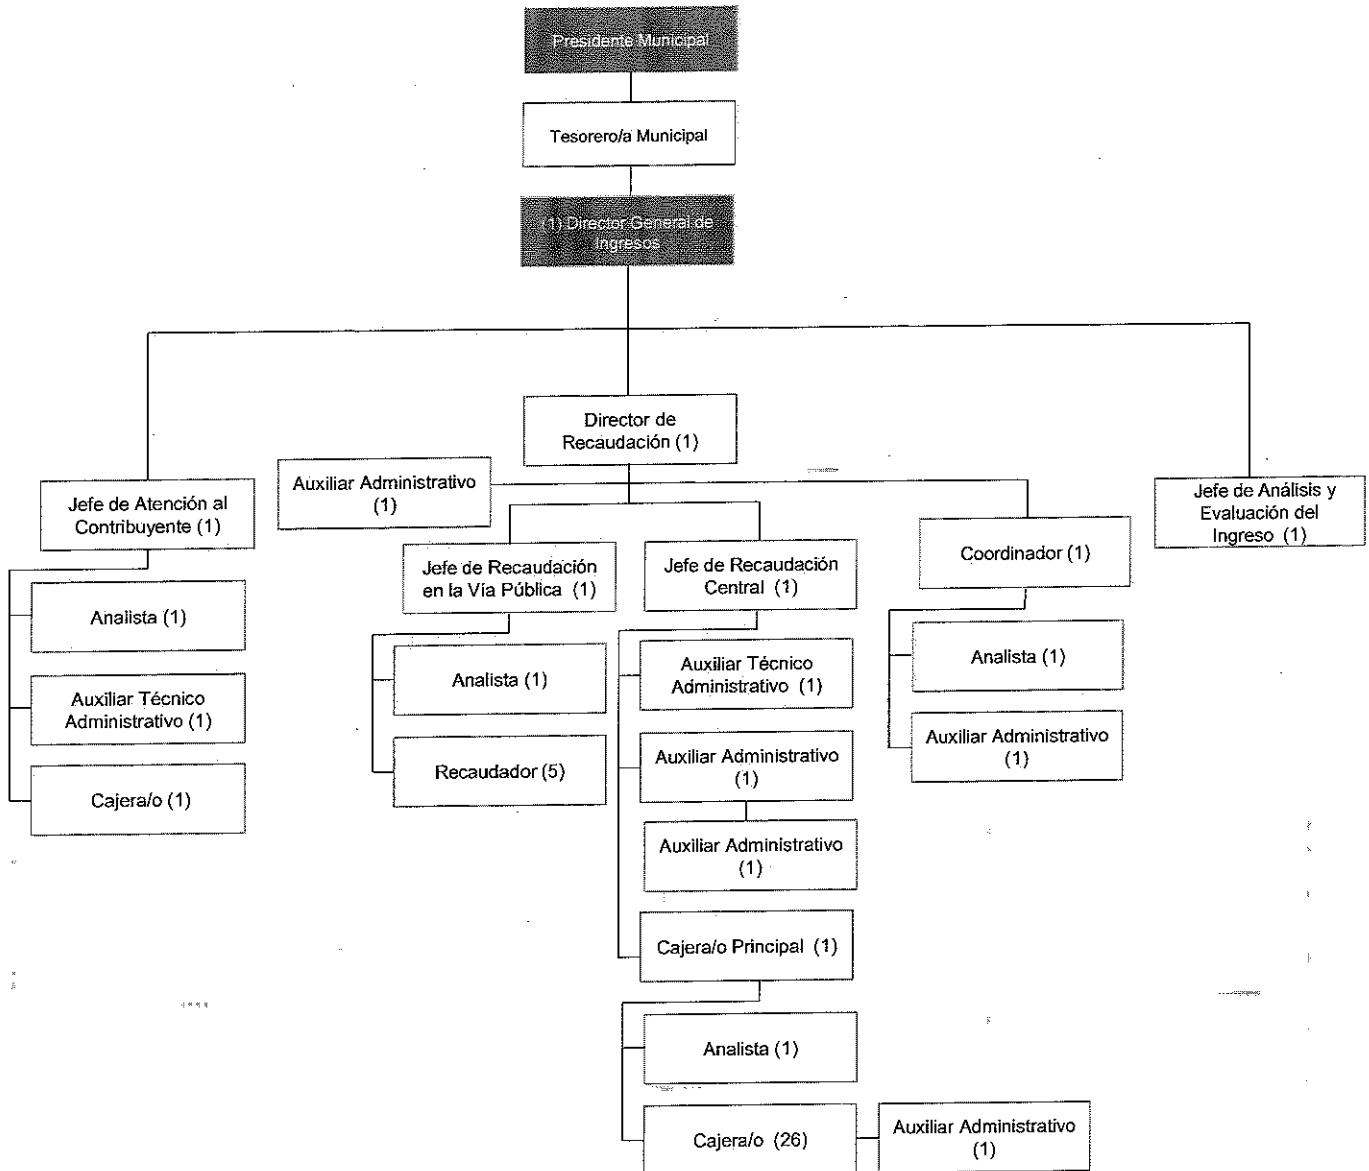 Presidente Municipal
Tesorero/a Municipal
(1) Director General de
Ingresos
Director de
Recaudación (1)
Auxiliar Administrativo
(1)
Jefe de Atención al
Contribuyente (1)
Analista (1)
Auxiliar Técnico
Administrativo (1)
Cajera/o (1)
Jefe de Recaudación
en la Vía Pública (1)
Analista (1)
Recaudador (5)
Jefe de Recaudación
Central (1)
Auxiliar Técnico
Administrativo (1)
Auxiliar Administrativo
(1)
Auxiliar Administrativo
(1)
Cajera/o Principal (1)
Analista (1)
Cajera/o (26)
Auxiliar Administrativo
(1)
Coordinador (1)
Analista (1)
Auxiliar Administrativo
(1)
Jefe de Análisis y
Evaluación del
Ingreso (1)